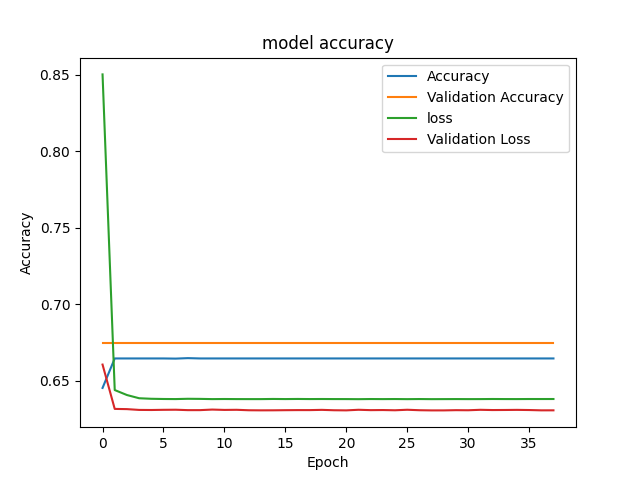 model accuracy
Accuracy
Validation Accuracy
loss
Validation Loss
0.85
0.80
0.75
0.70
0.65
Accuracy
0 5 10 15 20 25 30 35
Epoch